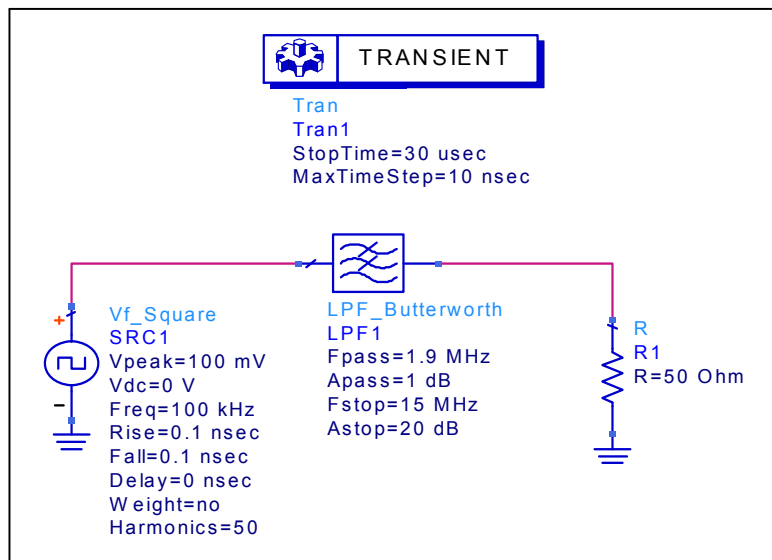 TRANSIENT
Tran
Tran1
StopTime=30 usec
MaxTimeStep=10 nsec
+
Vf_Square
SRC1
Vpeak=100 mV
Vdc=0 V
Freq=100 kHz
Rise=0.1 nsec
Fall=0.1 nsec
Delay=0 nsec
Weight=no
Harmonics=50
–
LPF_Butterworth
LPF1
Fpass=1.9 MHz
Apass=1 dB
Fstop=15 MHz
Astop=20 dB
R
R1
R=50 Ohm